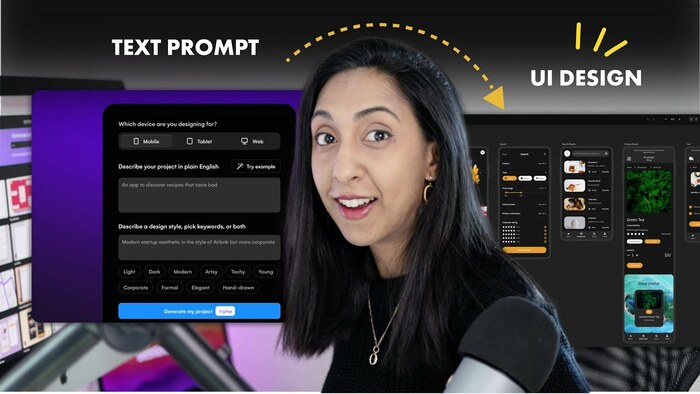 TEXT PROMPT
UI DESIGN
Which device are you designing for?
Mobile
Tablet
Web
Describe your project in plain English
Try example
An app to discover recipes that taste bad
Describe a design style, pick keywords, or both
Modern startup aesthetic in the style of Airbnb but more corporate
Light
Dark
Modern
Artsy
Techy
Young
Corporate
Formal
Elegant
Hand-drawn
Generate my project
Alpha
Green Tea